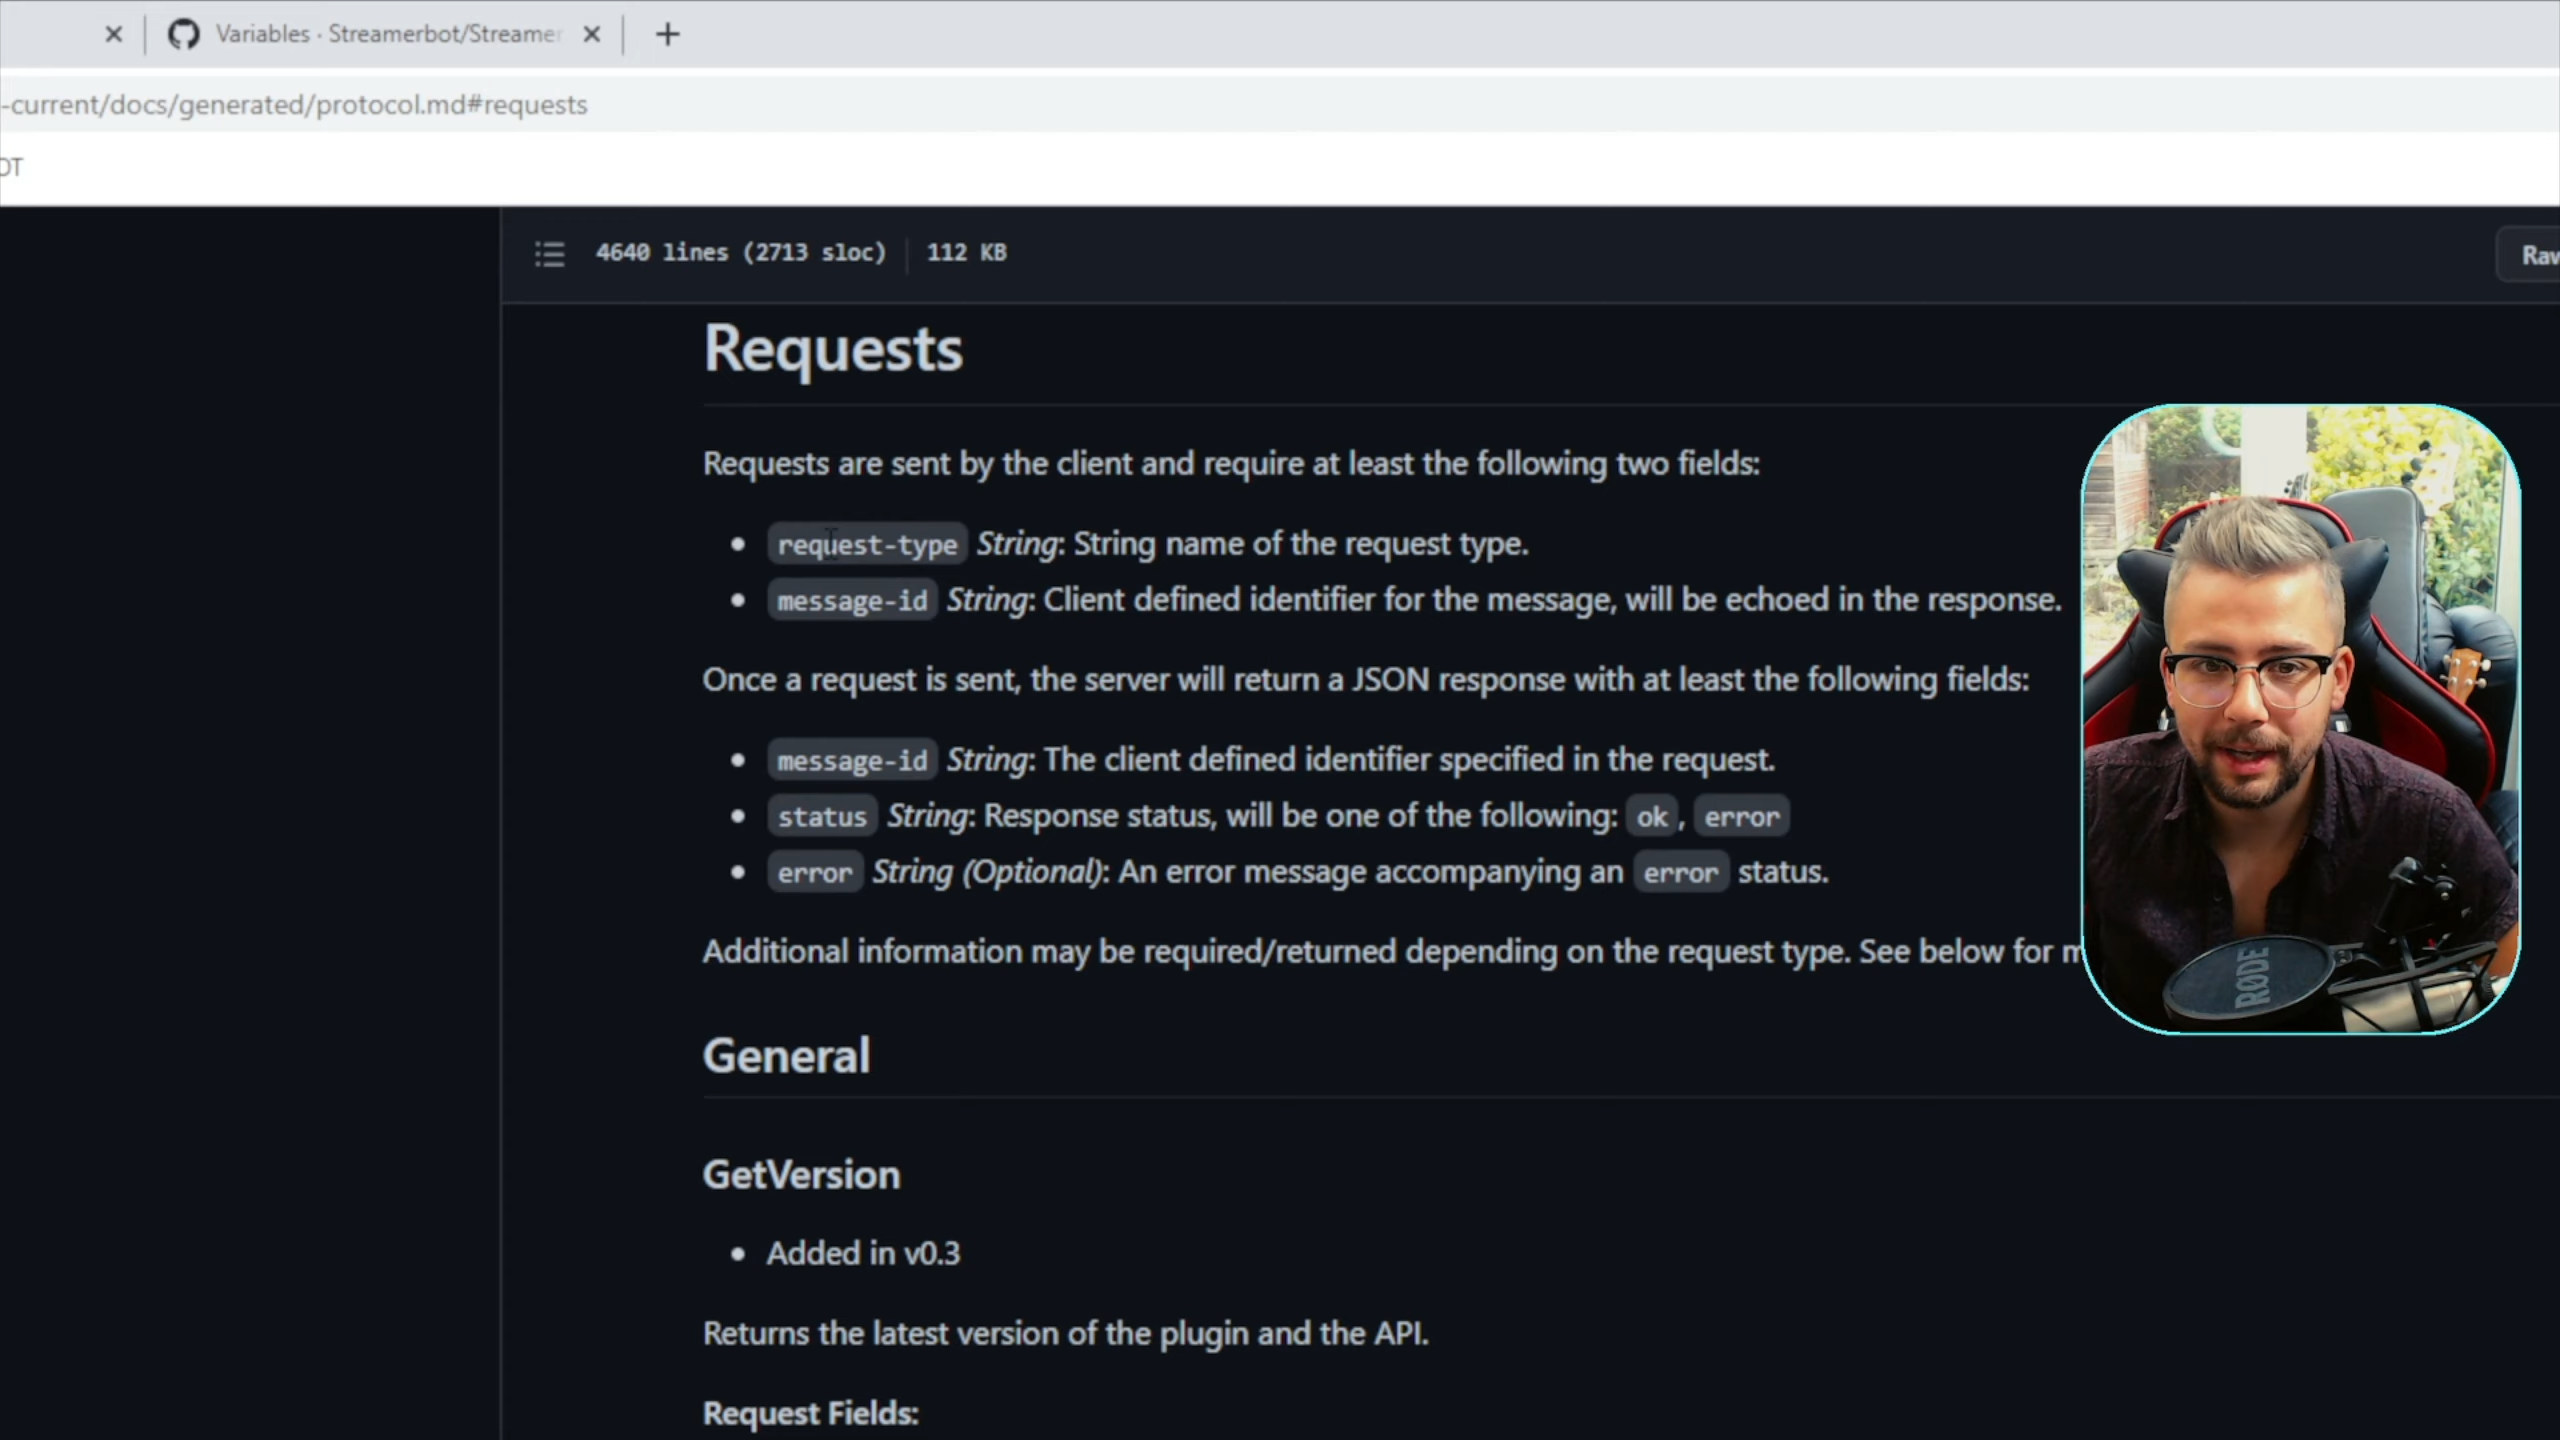 Variables · Streamerbot/Streamer
-current/docs/generated/protocol.md#requests
OT
4640 lines (2713 sloc) 112 KB
Raw
Requests
Requests are sent by the client and require at least the following two fields:
request-type String: String name of the request type.
message-id String: Client defined identifier for the message, will be echoed in the response.
Once a request is sent, the server will return a JSON response with at least the following fields:
message-id String: The client defined identifier specified in the request.
status String: Response status, will be one of the following: ok, error
error String (Optional): An error message accompanying an error status.
Additional information may be required/returned depending on the request type. See below for m
RØDE
General
GetVersion
Added in v0.3
Returns the latest version of the plugin and the API.
Request Fields: